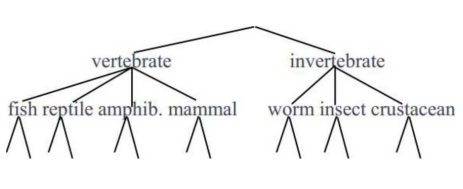 vertebrate invertebrate
fish reptile amphib. mammal worm insect crustacean